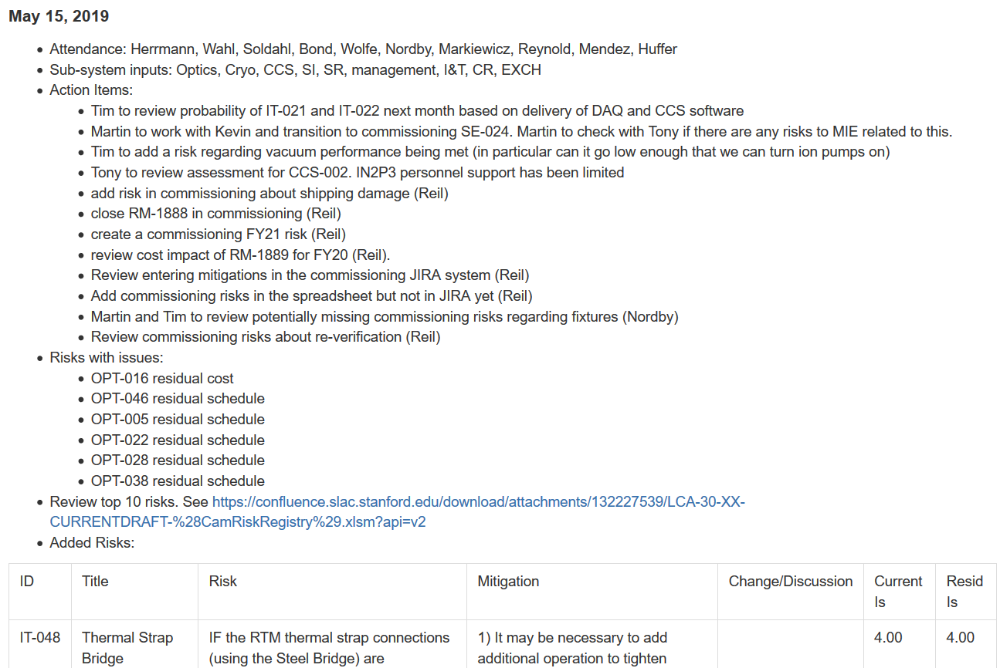 May 15, 2019
Attendance: Herrmann, Wahl, Soldahl, Bond, Wolfe, Nordby, Markiewicz, Reynold, Mendez, Huffer
Sub-system inputs: Optics, Cryo, CCS, SI, SR, management, I&T, CR, EXCH
Action Items:
Tim to review probability of IT-021 and IT-022 next month based on delivery of DAQ and CCS software
Martin to work with Kevin and transition to commissioning SE-024. Martin to check with Tony if there are any risks to MIE related to this.
Tim to add a risk regarding vacuum performance being met (in particular can it go low enough that we can turn ion pumps on)
Tony to review assessment for CCS-002. IN2P3 personnel support has been limited
add risk in commissioning about shipping damage (Reil)
close RM-1888 in commissioning (Reil)
create a commissioning FY21 risk (Reil)
review cost impact of RM-1889 for FY20 (Reil).
Review entering mitigations in the commissioning JIRA system (Reil)
Add commissioning risks in the spreadsheet but not in JIRA yet (Reil)
Martin and Tim to review potentially missing commissioning risks regarding fixtures (Nordby)
Review commissioning risks about re-verification (Reil)
Risks with issues:
OPT-016 residual cost
OPT-046 residual schedule
OPT-005 residual schedule
OPT-022 residual schedule
OPT-028 residual schedule
OPT-038 residual schedule
Review top 10 risks. See https://confluence.slac.stanford.edu/download/attachments/132227539/LCA-30-XX-
CURRENTDRAFT-%28CamRiskRegistry%29.xlsm?api=v2
Added Risks:
ID Title Risk Mitigation Change/Discussion Current Resid
Is Is
IT-048 Thermal Strap IF the RTM thermal strap connections 1) It may be necessary to add 4.00 4.00
Bridge (using the Steel Bridge) are additional operation to tighten